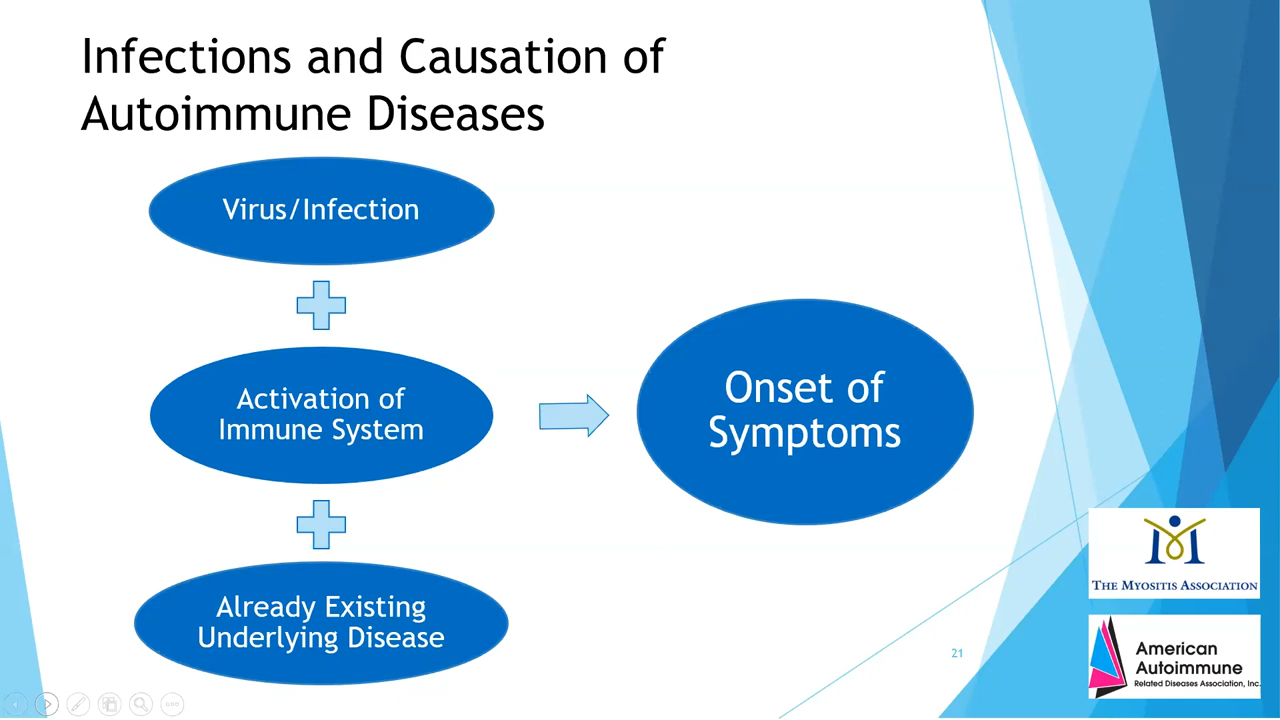 Infections and Causation of
Autoimmune Diseases
Virus/Infection
Activation of
Immune System
Onset of
Symptoms
Already Existing
Underlying Disease
21
THE MYOSITIS ASSOCIATION
American
Autoimmune
Related Diseases Association, Inc.